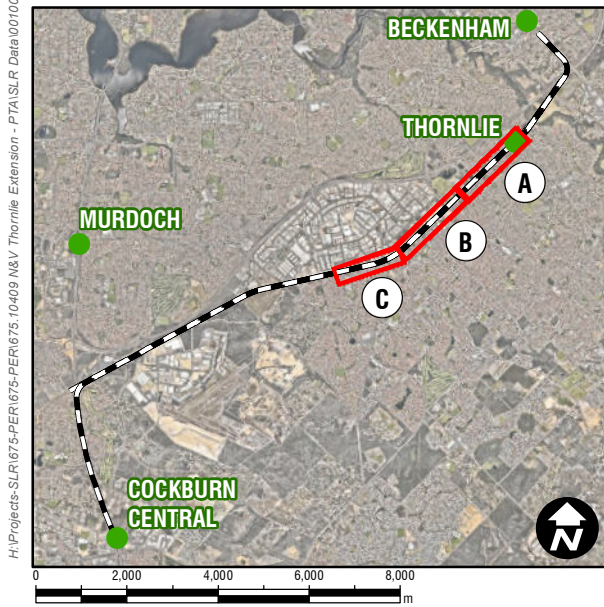 H:\Projects-SLR\675-PER\675-PER\675.10409 N&V Thornlie Extension - PTA\SLR Data\00100
BECKENHAM
THORNLIE
A
MURDOCH
B
C
COCKBURN
CENTRAL
N
0 2,000 4,000 6,000 8,000
m